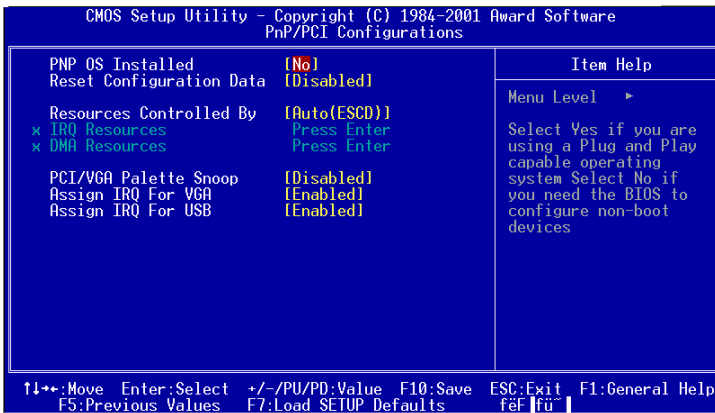 CMOS Setup Utility - Copyright (C) 1984-2001 Award Software
PnP/PCI Configurations
PNP OS Installed [No]
Reset Configuration Data [Disabled]
Resources Controlled By [Auto(ESCD)]
x IRQ Resources Press Enter
x DMA Resources Press Enter
PCI/VGA Palette Snoop [Disabled]
Assign IRQ For VGA [Enabled]
Assign IRQ For USB [Enabled]
Item Help
Menu Level ►
Select Yes if you are
using a Plug and Play
capable operating
system Select No if
you need the BIOS to
configure non-boot
devices
↑↓→←:Move Enter:Select +/-/PU/PD:Value F10:Save ESC:Exit F1:General Help
F5:Previous Values F7:Load SETUP Defaults